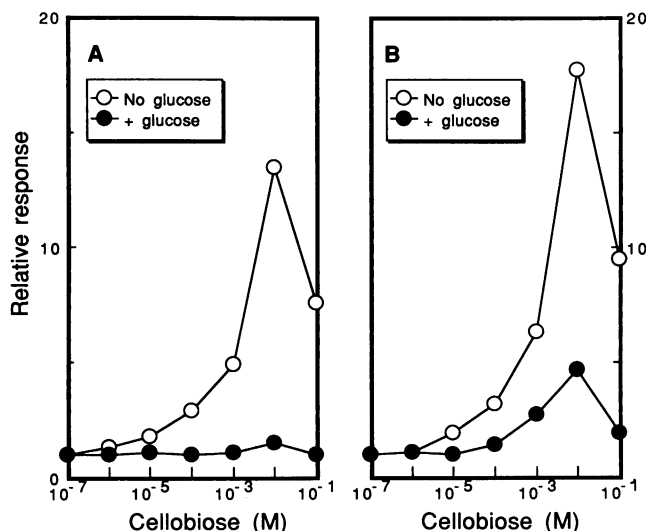 20
A
No glucose
+ glucose
10
0
10⁻⁷ 10⁻⁵ 10⁻³ 10⁻¹
Cellobiose (M)
Relative response
B
No glucose
+ glucose
20
10
10⁻⁷ 10⁻⁵ 10⁻³ 10⁻¹
Cellobiose (M)